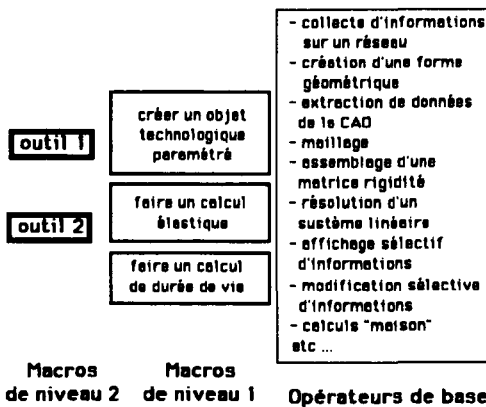 outil 1
outil 2
créer un objet
technologique
paramétré
faire un calcul
élastique
faire un calcul
de durée de vie
- collecte d'informations
sur un réseau
- création d'une forme
géométrique
- extraction de données
de la CAO
- maillage
- assemblage d'une
matrice rigidité
- résolution d'un
système linéaire
- affichage sélectif
d'informations
- modification sélective
d'informations
- calculs "maison"
etc ...
Macros
de niveau 2
Macros
de niveau 1
Opérateurs de base